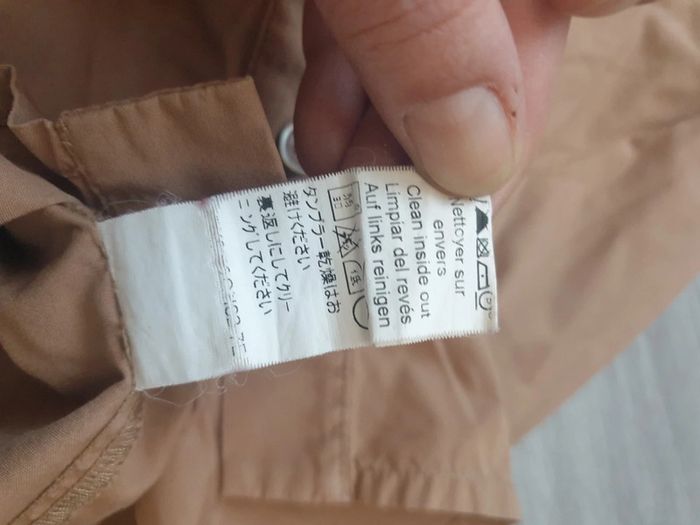 Nettoyer sur
envers
Clean inside out
Limpiar del revés
Auf links reinigen
低
タンブラー乾燥はお
避けください
裏返しにしてクリー
ニングしてください